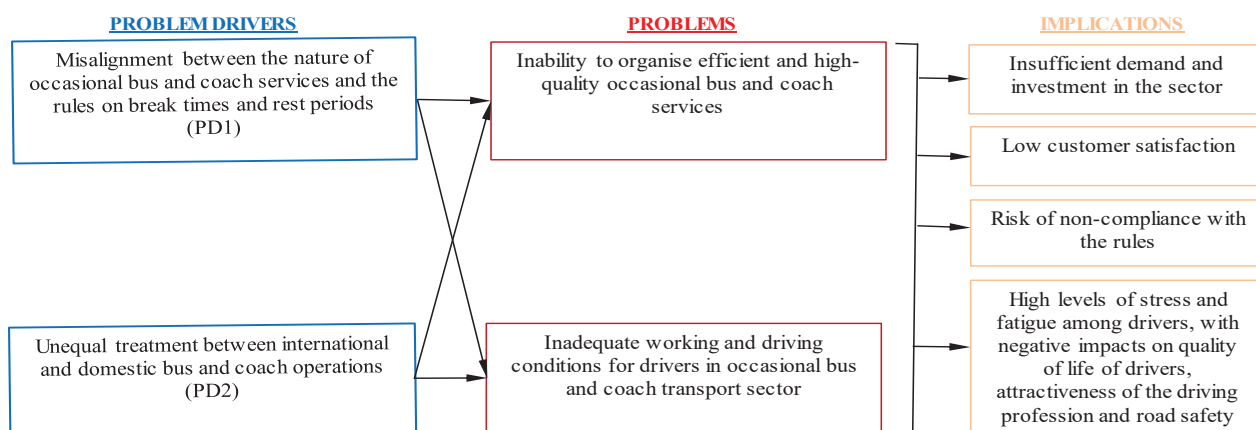 PROBLEM DRIVERS
Misalignment between the nature of
occasional bus and coach services and the
rules on break times and rest periods
(PD1)
Unequal treatment between international
and domestic bus and coach operations
(PD2)
PROBLEMS
Inability to organise efficient and high-
quality occasional bus and coach
services
Inadequate working and driving
conditions for drivers in occasional bus
and coach transport sector
IMPLICATIONS
Insufficient demand and
investment in the sector
Low customer satisfaction
Risk of non-compliance with
the rules
High levels of stress and
fatigue among drivers, with
negative impacts on quality
of life of drivers,
attractiveness of the driving
profession and road safety